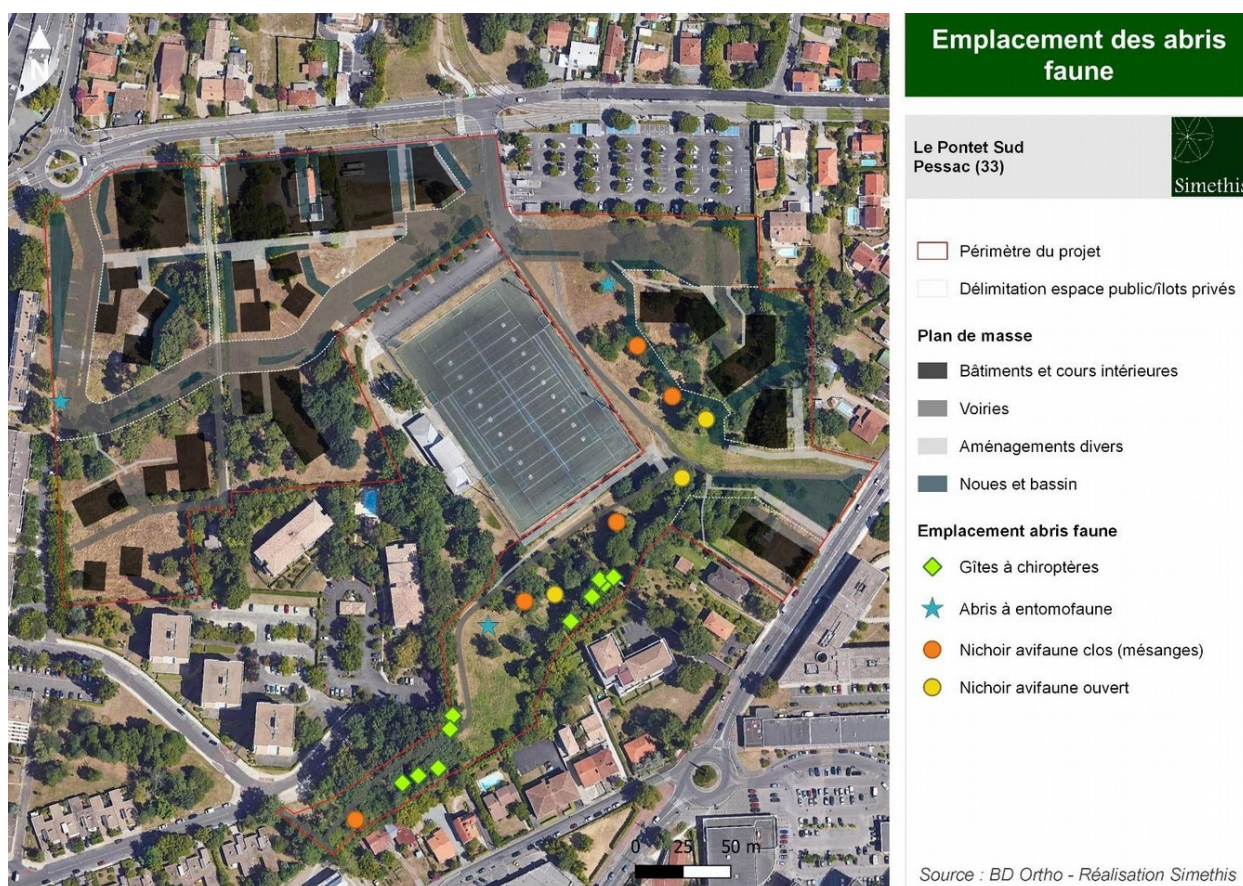 Emplacement des abris
faune
Le Pontet Sud
Pessac (33)
Simethis
Périmètre du projet
Délimitation espace public/îlots privés
Plan de masse
Bâtiments et cours intérieures
Voiries
Aménagements divers
Noues et bassin
Emplacement abris faune
Gîtes à chiroptères
Abris à entomofaune
Nichoir avifaune clos (mésanges)
Nichoir avifaune ouvert
Source : BD Ortho - Réalisation Simethis
N
0 25 50 m